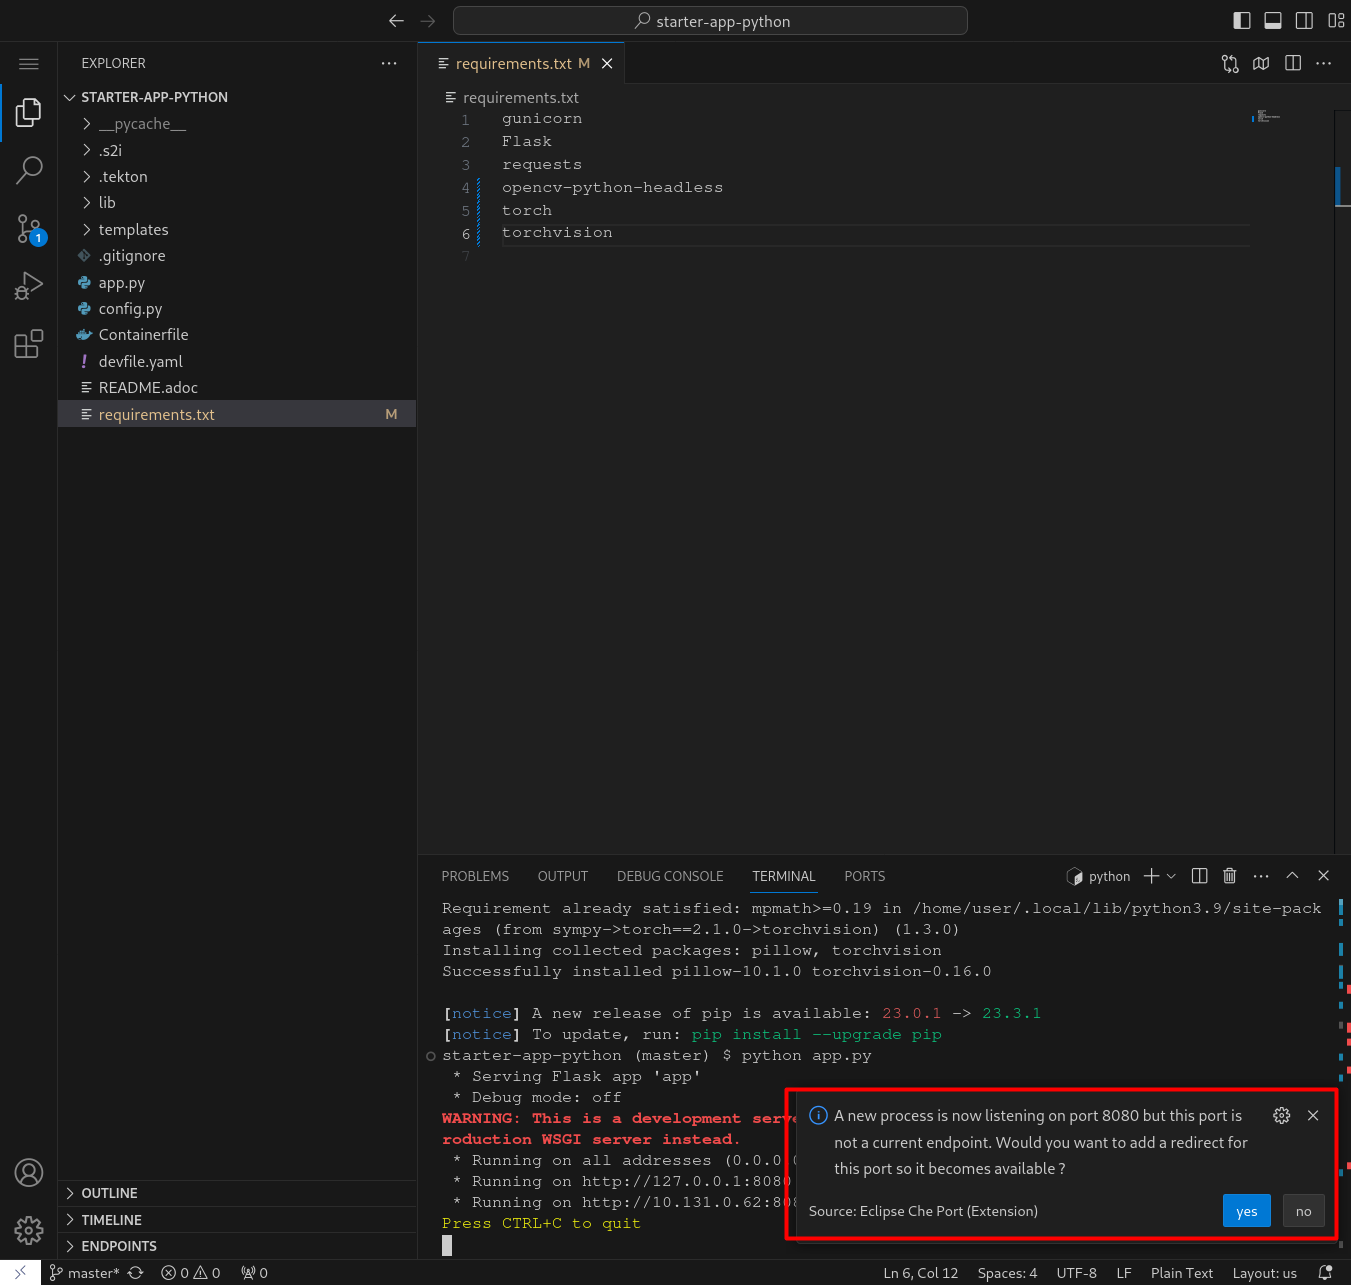 starter-app-python
EXPLORER
STARTER-APP-PYTHON
__pycache__
.s2i
.tekton
lib
templates
.gitignore
app.py
config.py
Containerfile
! devfile.yaml
README.adoc
requirements.txt M
1
OUTLINE
TIMELINE
ENDPOINTS
requirements.txt M
requirements.txt
1 gunicorn
2 Flask
3 requests
4 opencv-python-headless
5 torch
6 torchvision
7
PROBLEMS OUTPUT DEBUG CONSOLE TERMINAL PORTS
python
Requirement already satisfied: mpmath>=0.19 in /home/user/.local/lib/python3.9/site-pack
ages (from sympy->torch==2.1.0->torchvision) (1.3.0)
Installing collected packages: pillow, torchvision
Successfully installed pillow-10.1.0 torchvision-0.16.0
[notice] A new release of pip is available: 23.0.1 -> 23.3.1
[notice] To update, run: pip install --upgrade pip
starter-app-python (master) $ python app.py
* Serving Flask app 'app'
* Debug mode: off
WARNING: This is a development serve
roduction WSGI server instead.
* Running on all addresses (0.0.0
* Running on http://127.0.0.1:8080
* Running on http://10.131.0.62:808
Press CTRL+C to quit
A new process is now listening on port 8080 but this port is
not a current endpoint. Would you want to add a redirect for
this port so it becomes available ?
Source: Eclipse Che Port (Extension)
yes no
master* 0 0 0
Ln 6, Col 12 Spaces: 4 UTF-8 LF Plain Text Layout: us